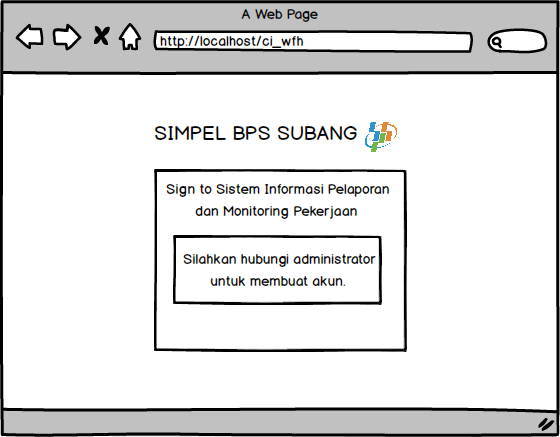 A Web Page
http://localhost/ci_wfh
SIMPEL BPS SUBANG
Sign to Sistem Informasi Pelaporan
dan Monitoring Pekerjaan
Silahkan hubungi administrator
untuk membuat akun.